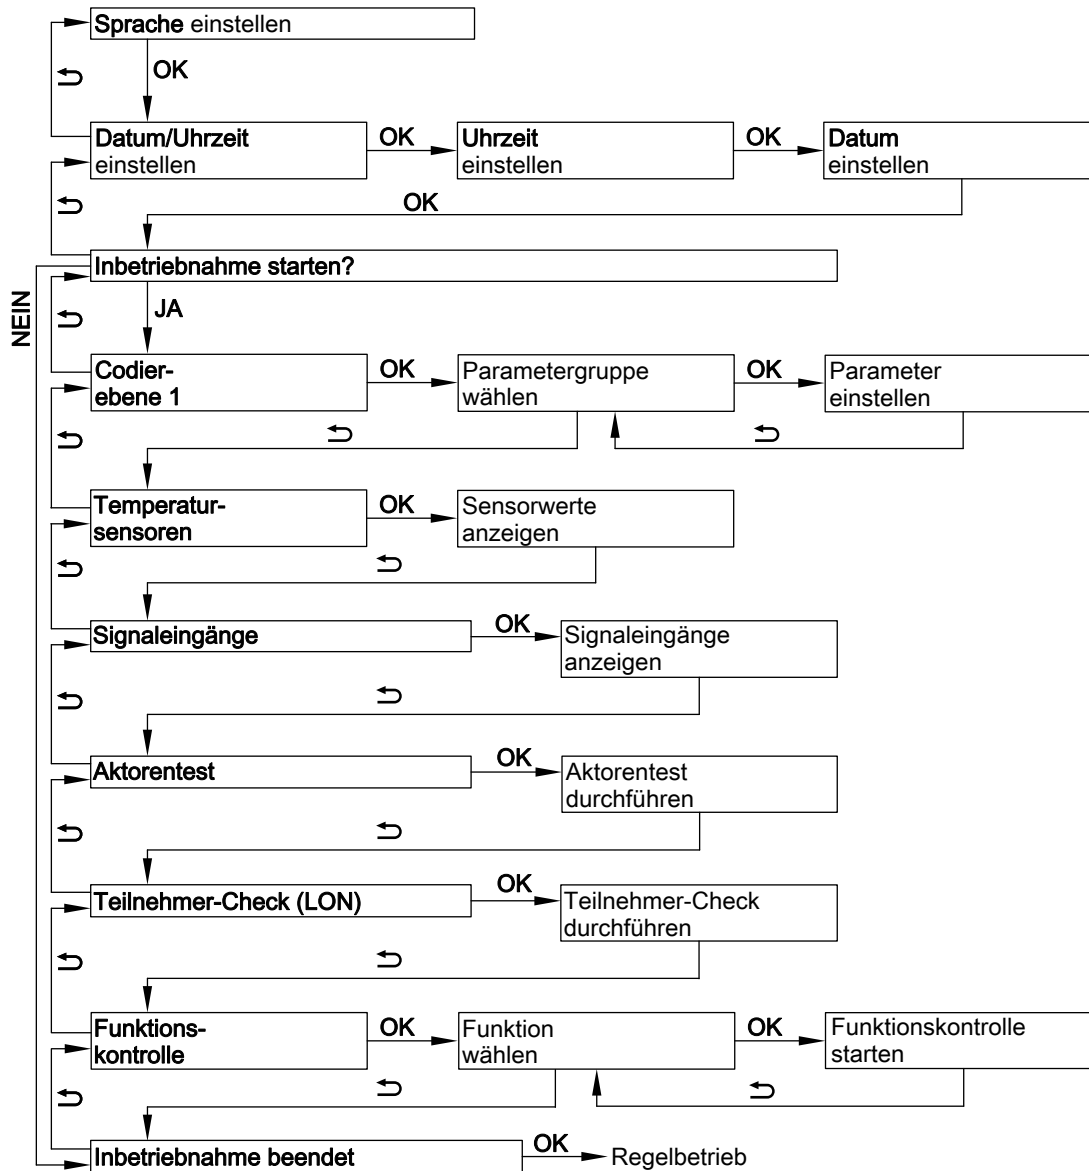 Sprache einstellen
OK
Datum/Uhrzeit
einstellen
OK
Uhrzeit
einstellen
OK
Datum
einstellen
OK
Inbetriebnahme starten?
NEIN
JA
Codier-
ebene 1
OK
Parametergruppe
wählen
OK
Parameter
einstellen
Temperatur-
sensoren
OK
Sensorwerte
anzeigen
Signaleingänge
OK
Signaleingänge
anzeigen
Aktorentest
OK
Aktorentest
durchführen
Teilnehmer-Check (LON)
OK
Teilnehmer-Check
durchführen
Funktions-
kontrolle
OK
Funktion
wählen
OK
Funktionskontrolle
starten
Inbetriebnahme beendet
OK
Regelbetrieb